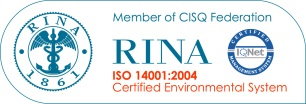 Member of CISQ Federation
RINA
1861
RINA
CERTIFIED
IQNet
MANAGEMENT SYSTEM
ISO 14001:2004
Certified Environmental System